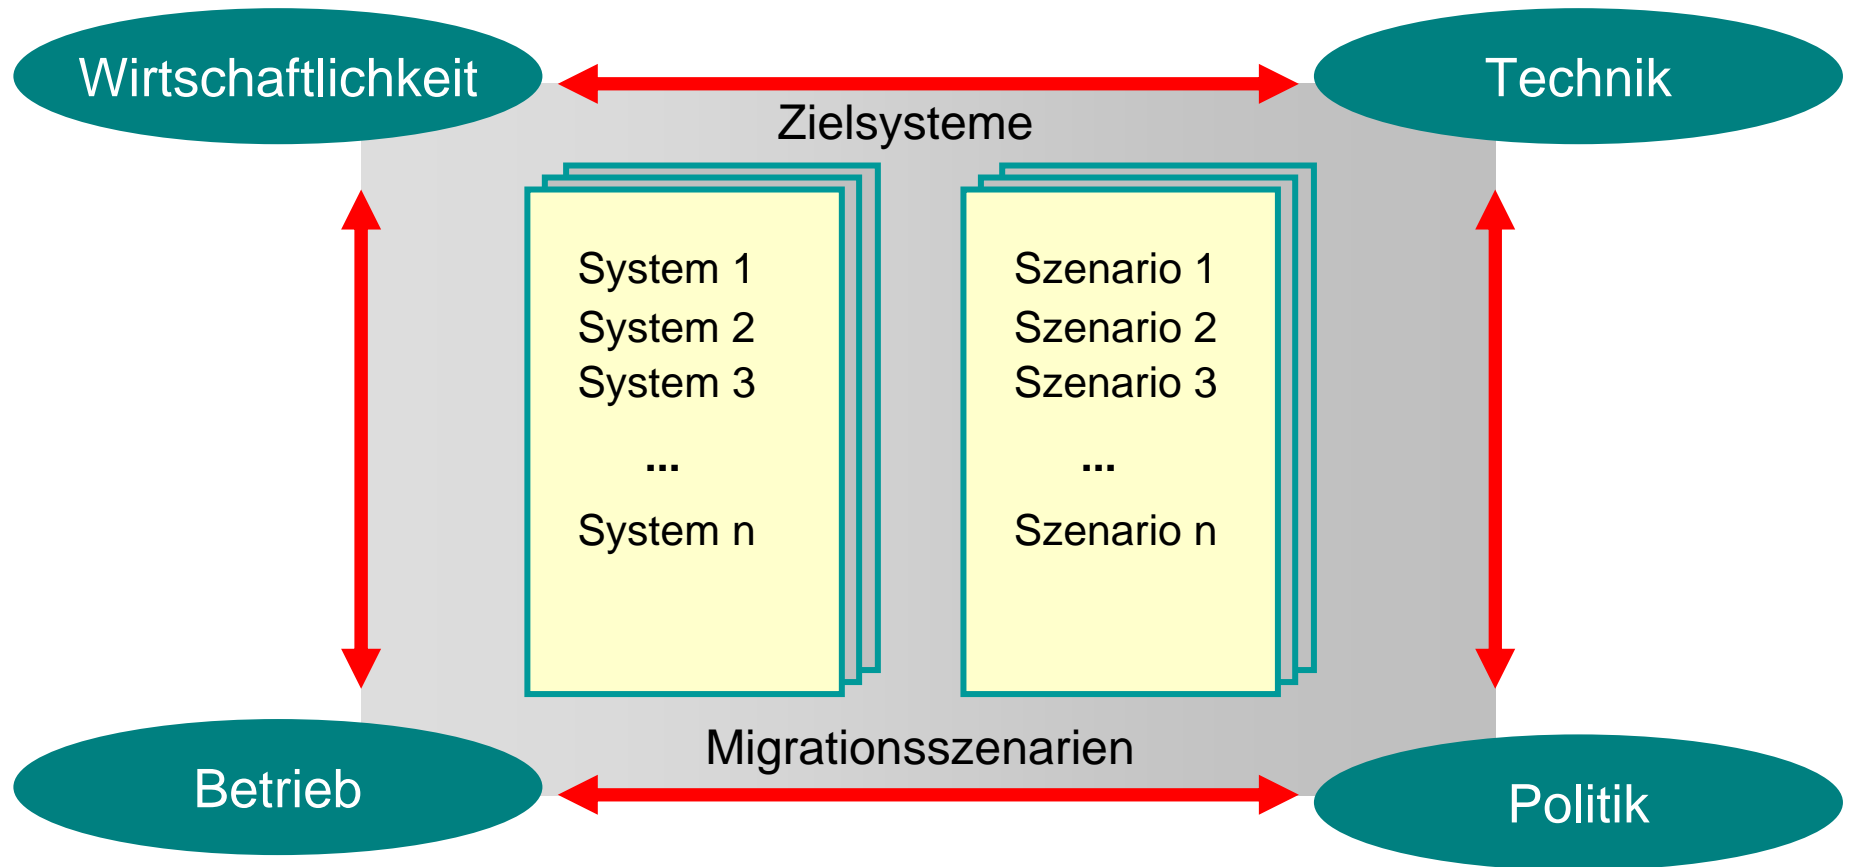 Wirtschaftlichkeit
Technik
Zielsysteme
System 1
System 2
System 3
...
System n
Szenario 1
Szenario 2
Szenario 3
...
Szenario n
Migrationsszenarien
Betrieb
Politik